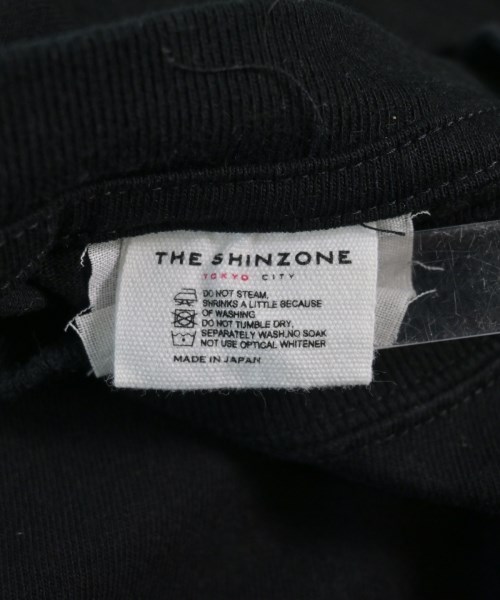 THE SHINZONE
TOKYO CITY
DO NOT STEAM,
SHRINKS A LITTLE BECAUSE
OF WASHING
DO NOT TUMBLE DRY,
SEPARATELY WASH,NO SOAK
NOT USE OPTICAL WHITENER
MADE IN JAPAN